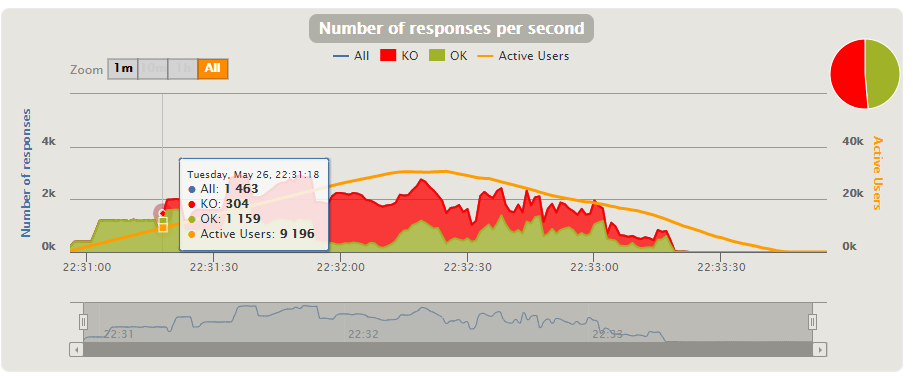 Number of responses per second
All KO OK Active Users
Zoom 1m 10m 1h All
Number of responses
4k
2k
0k
40k
20k
0k
Active Users
Tuesday, May 26, 22:31:18
All: 1 463
KO: 304
OK: 1 159
Active Users: 9 196
22:31:00 22:31:30 22:32:00 22:32:30 22:33:00 22:33:30
22:31 22:32 22:33